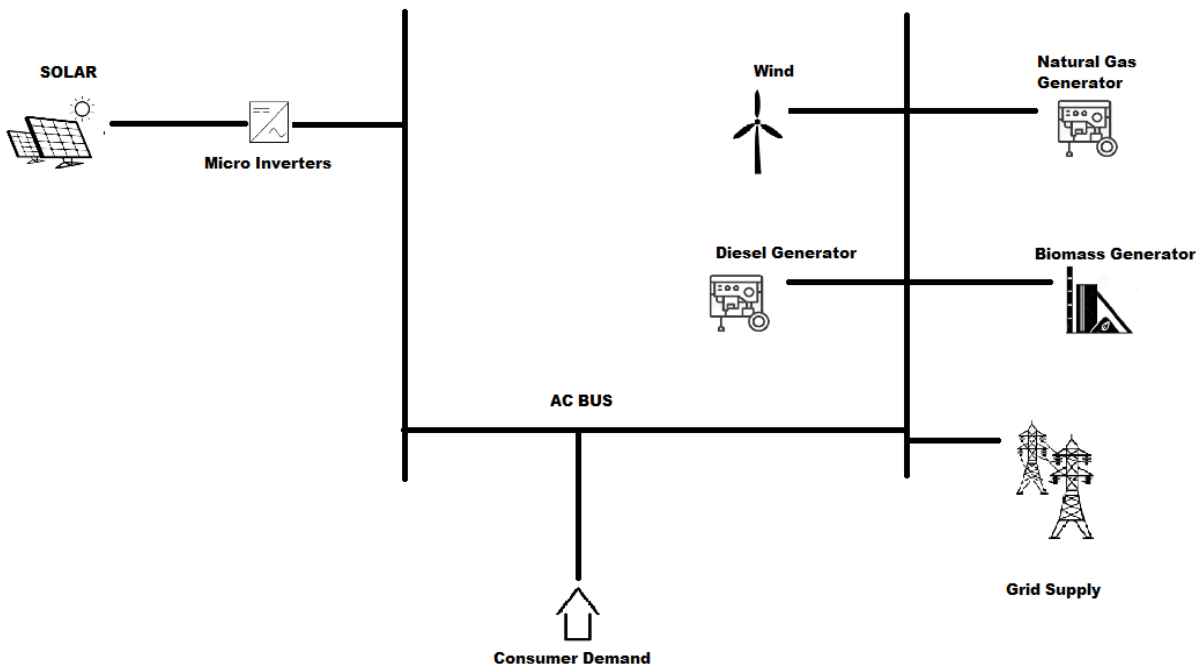 SOLAR
Micro Inverters
Wind
Natural Gas
Generator
Diesel Generator
Biomass Generator
AC BUS
Grid Supply
Consumer Demand